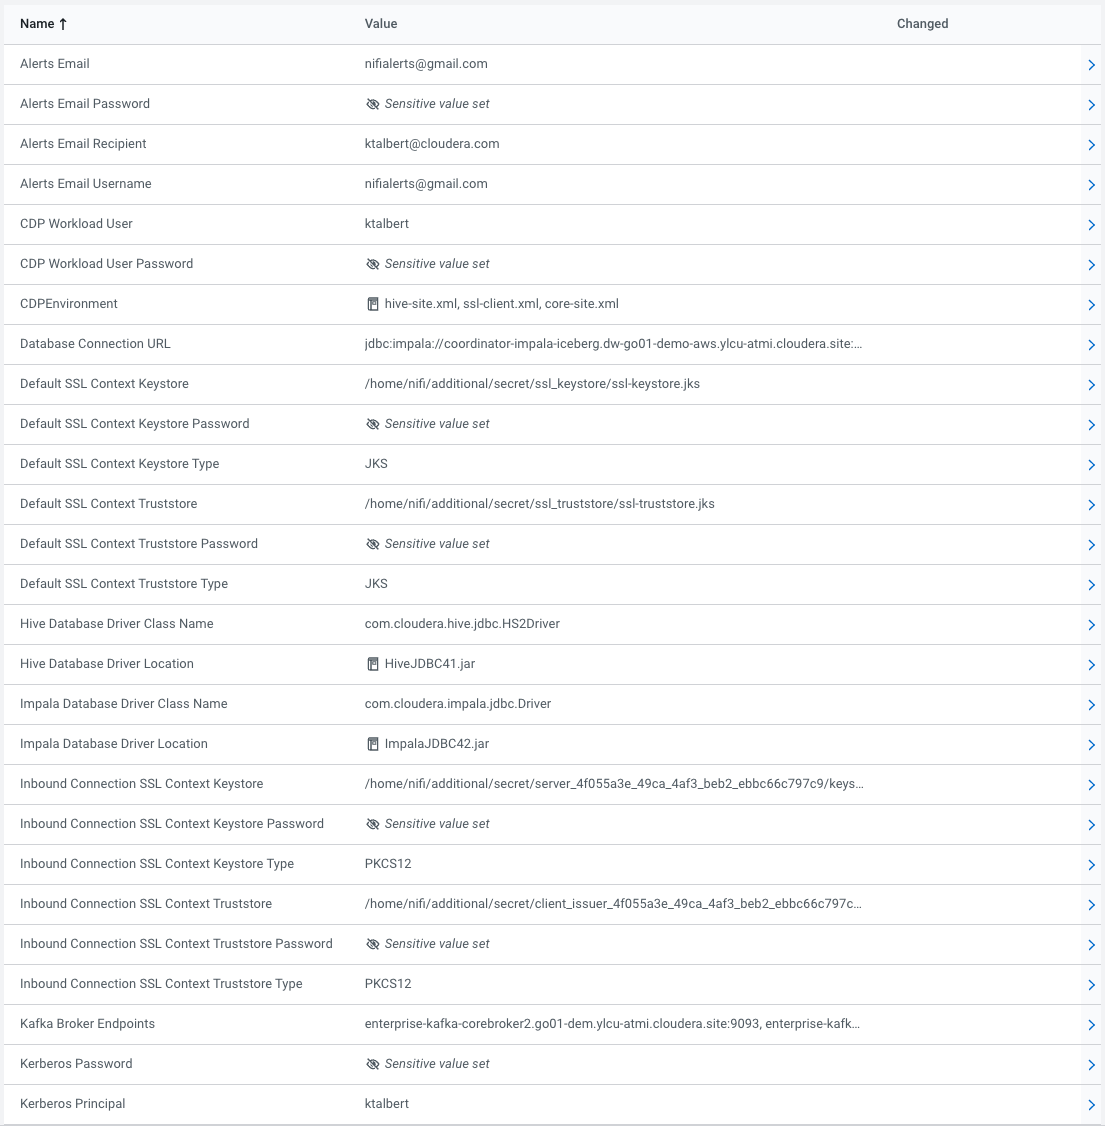 Name ↑ Value Changed
Alerts Email nifialerts@gmail.com
Alerts Email Password Sensitive value set
Alerts Email Recipient ktalbert@cloudera.com
Alerts Email Username nifialerts@gmail.com
CDP Workload User ktalbert
CDP Workload User Password Sensitive value set
CDPEnvironment hive-site.xml, ssl-client.xml, core-site.xml
Database Connection URL jdbc:impala://coordinator-impala-iceberg.dw-go01-demo-aws.ylcu-atmi.cloudera.site:...
Default SSL Context Keystore /home/nifi/additional/secret/ssl_keystore/ssl-keystore.jks
Default SSL Context Keystore Password Sensitive value set
Default SSL Context Keystore Type JKS
Default SSL Context Truststore /home/nifi/additional/secret/ssl_truststore/ssl-truststore.jks
Default SSL Context Truststore Password Sensitive value set
Default SSL Context Truststore Type JKS
Hive Database Driver Class Name com.cloudera.hive.jdbc.HS2Driver
Hive Database Driver Location HiveJDBC41.jar
Impala Database Driver Class Name com.cloudera.impala.jdbc.Driver
Impala Database Driver Location ImpalaJDBC42.jar
Inbound Connection SSL Context Keystore /home/nifi/additional/secret/server_4f055a3e_49ca_4af3_beb2_ebbc66c797c9/keys...
Inbound Connection SSL Context Keystore Password Sensitive value set
Inbound Connection SSL Context Keystore Type PKCS12
Inbound Connection SSL Context Truststore /home/nifi/additional/secret/client_issuer_4f055a3e_49ca_4af3_beb2_ebbc66c797c...
Inbound Connection SSL Context Truststore Password Sensitive value set
Inbound Connection SSL Context Truststore Type PKCS12
Kafka Broker Endpoints enterprise-kafka-corebroker2.go01-dem.ylcu-atmi.cloudera.site:9093, enterprise-kafk...
Kerberos Password Sensitive value set
Kerberos Principal ktalbert